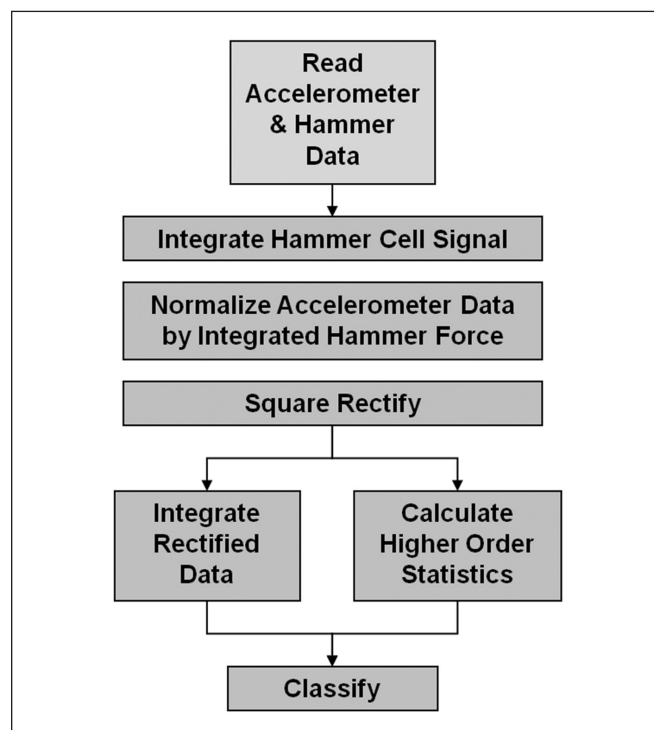 Read
Accelerometer
& Hammer
Data
Integrate Hammer Cell Signal
Normalize Accelerometer Data
by Integrated Hammer Force
Square Rectify
Integrate
Rectified
Data
Calculate
Higher Order
Statistics
Classify